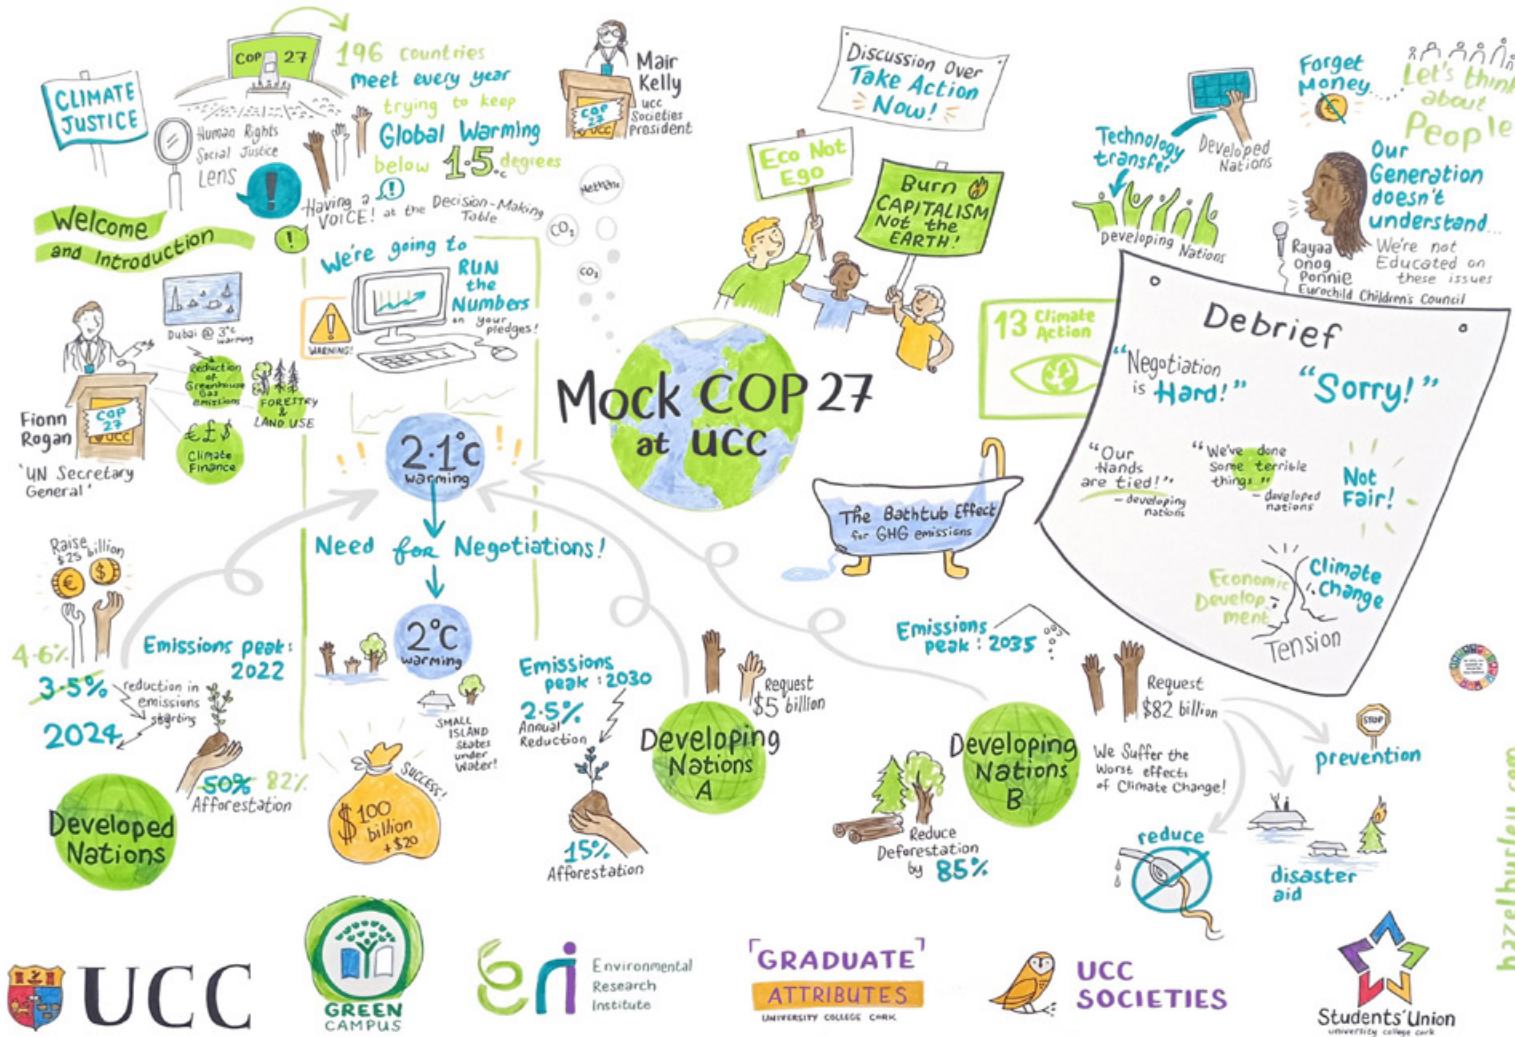 COP 27
196 countries
meet every year
trying to keep
Global Warming
below 1.5°C degrees
CLIMATE
JUSTICE
Human Rights
Social Justice
LENS
Having a
VOICE! at the Decision-Making
Table
Welcome
and Introduction
Mair
Kelly
UCC
Societies
President
COP
27
UCC
Discussion Over
Take Action
Now!
Eco Not
Ego
Burn
CAPITALISM
Not the
EARTH!
Technology
transfer
Developed
Nations
Developing Nations
Forget
Money....
Let's think
about
People
Our
Generation
doesn't
understand...
We're not
Educated on
these issues
Rayaa
Onog
Ponnie
Eurochild Children's Council
Methane
CO₂
CO₂
We're going to
RUN
the
Numbers
on your
pledges!
WARNING!
Dubai @ 3°c
warming
Reduction
of
Greenhouse
Gas
emissions
FORESTRY
&
LAND USE
€ £ $
Climate
Finance
COP
27
UCC
Fionn
Rogan
'UN Secretary
General'
Mock COP 27
at UCC
13 Climate
Action
The Bathtub Effect
for GHG emissions
Debrief
"Negotiation
is Hard!"
"Sorry!"
"Our
Hands
are tied!"
- developing
nations
"We've done
some terrible
things"
- developed
nations
Not
Fair!
Economic
Develop
ment
Climate
Change
Tension
2.1°C
warming
Need for Negotiations!
2°C
warming
SMALL
ISLAND
States
under
Water!
SUCCESS!
$100
billion
+ $20
Raise
$25 billion
€ $
4.6%
3.5%
reduction in
emissions
starting
2024
Emissions peak:
2022
50% 82%
Afforestation
Developed
Nations
Emissions
peak: 2030
2.5%
Annual
Reduction
15%
Afforestation
Request
$5 billion
Developing
Nations
A
Emissions
peak: 2035
Developing
Nations
B
Reduce
Deforestation
by 85%
Request
$82 billion
We Suffer the
Worst effects
of Climate Change!
STOP
prevention
reduce
disaster
aid
hazelhurley.com
UCC
GREEN
CAMPUS
eri
Environmental
Research
Institute
GRADUATE
ATTRIBUTES
UNIVERSITY COLLEGE CORK
UCC
SOCIETIES
Students' Union
university college cork